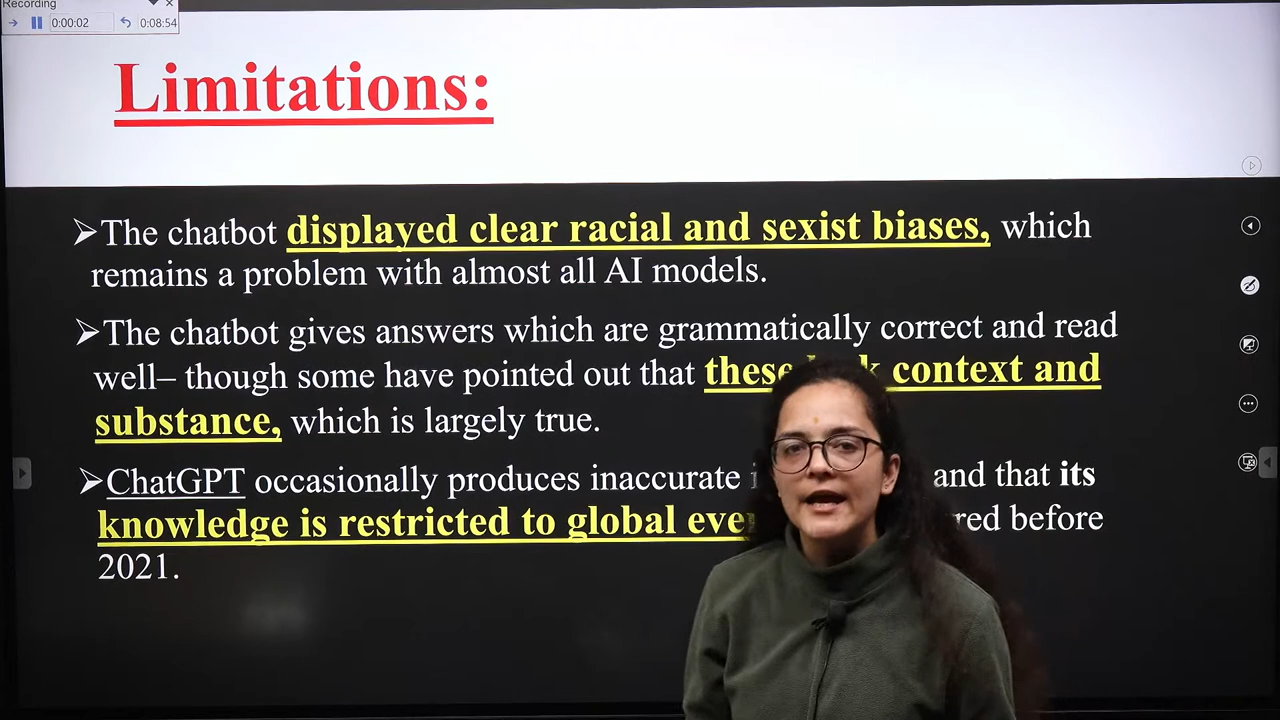 Recording
0:00:02
0:08:54
Limitations:
➢The chatbot displayed clear racial and sexist biases, which
remains a problem with almost all AI models.
➢The chatbot gives answers which are grammatically correct and read
well– though some have pointed out that these context and
substance, which is largely true.
➢ChatGPT occasionally produces inaccurate and that its
knowledge is restricted to global before
2021.